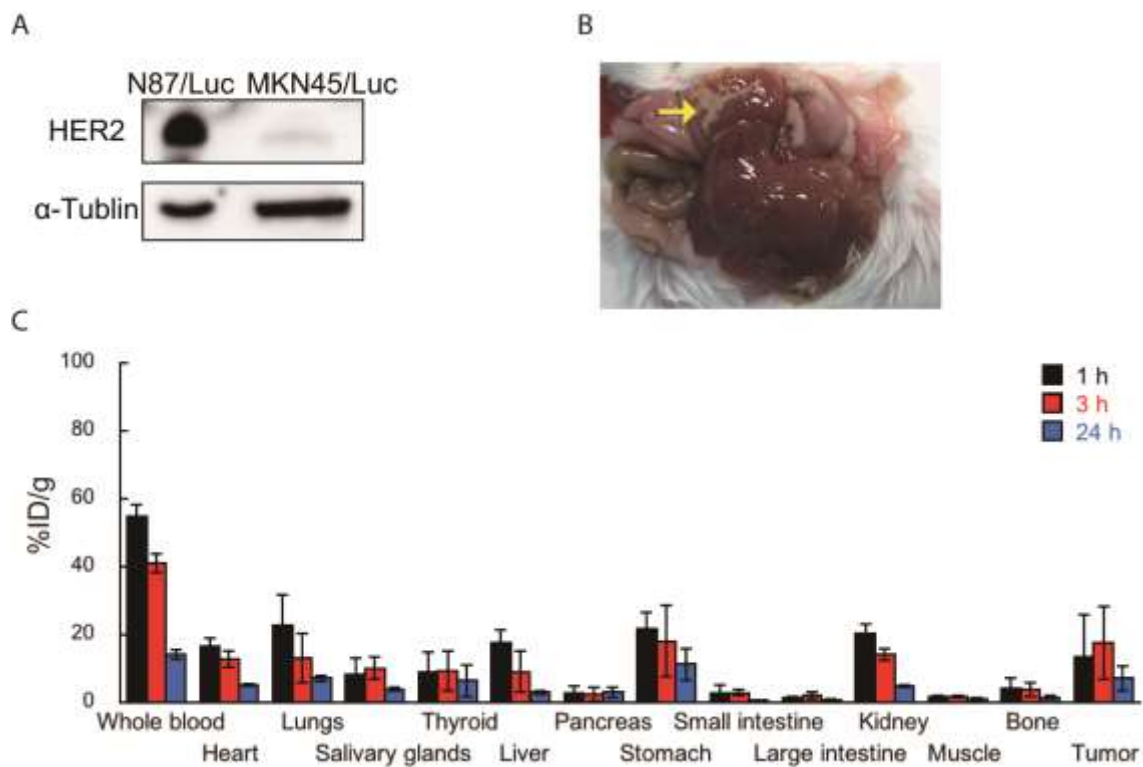 A
N87/Luc MKN45/Luc
HER2
α-Tublin
B
C
100
80
60
40
20
0
%ID/g
1 h
3 h
24 h
Whole blood Lungs Thyroid Pancreas Small intestine Kidney Bone
Heart Salivary glands Liver Stomach Large intestine Muscle Tumor